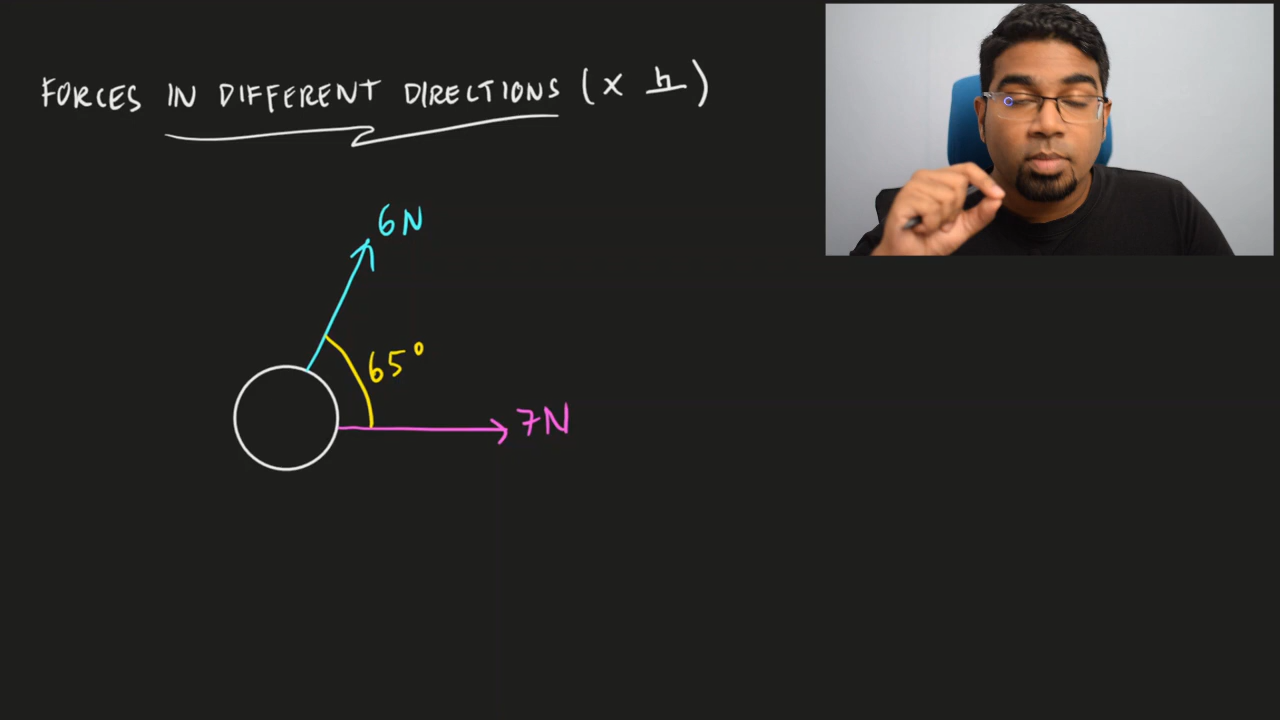 FORCES IN DIFFERENT DIRECTIONS (x h)
6N
65°
7N